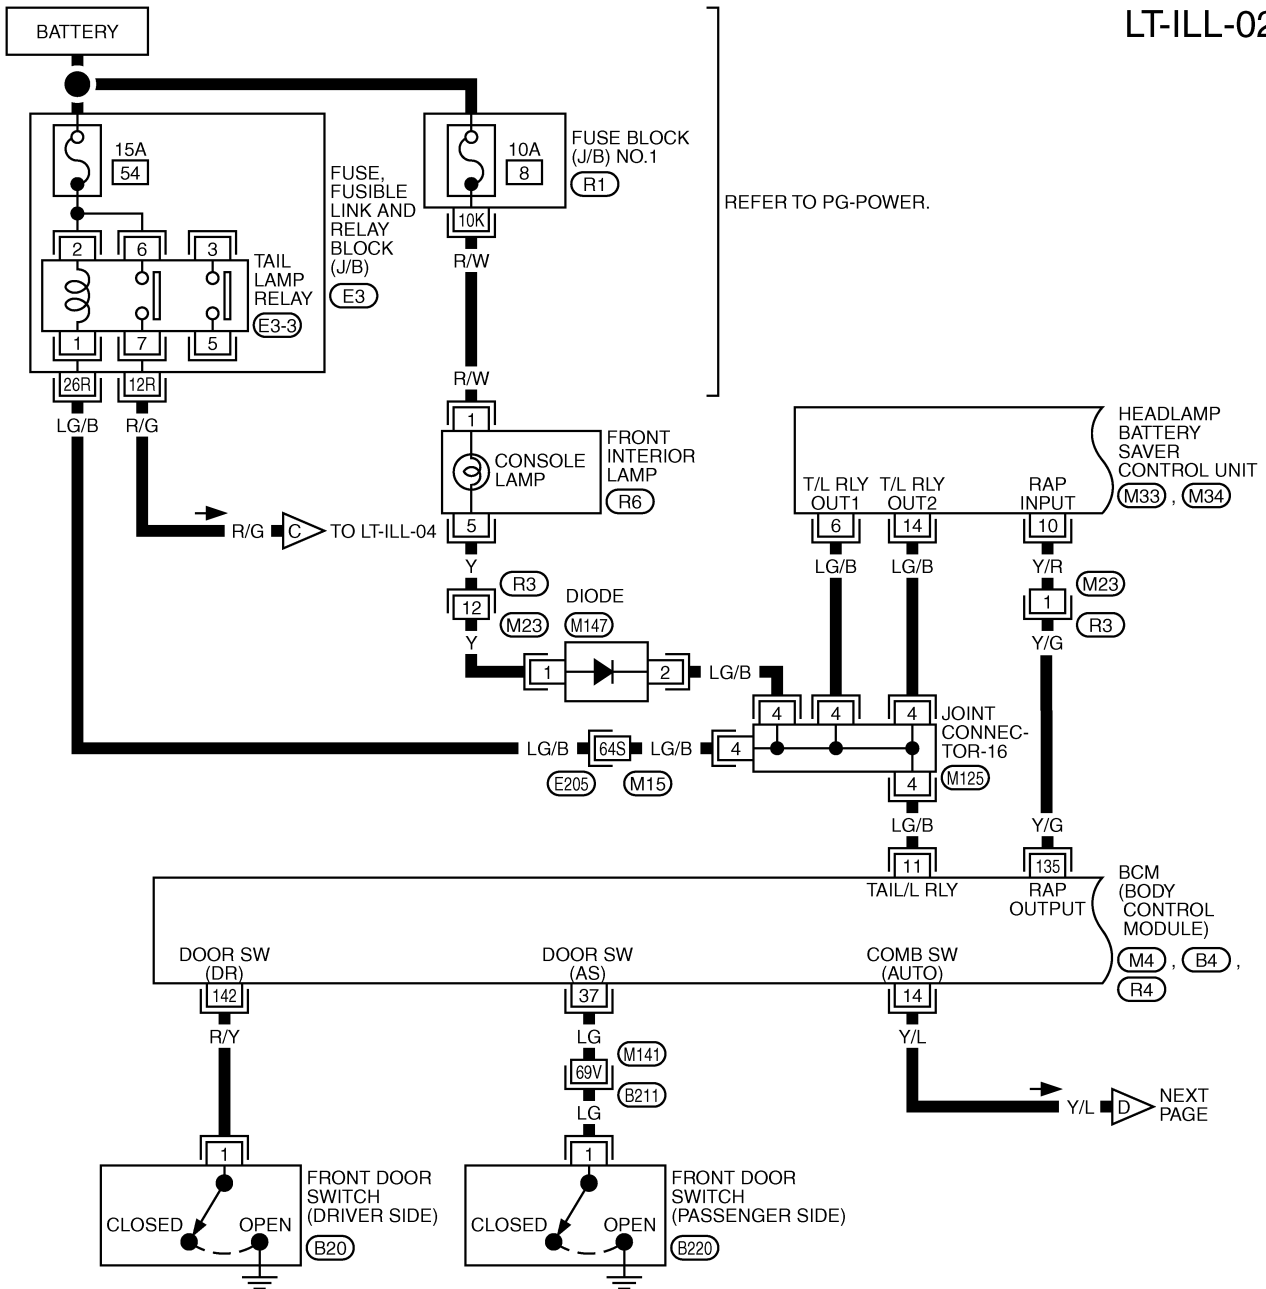 LT-ILL-02
BATTERY
15A
54
10A
8
FUSE BLOCK
(J/B) NO.1
R1
REFER TO PG-POWER.
FUSE,
FUSIBLE
LINK AND
RELAY
BLOCK
(J/B)
E3
10K
R/W
2
6
3
TAIL
LAMP
RELAY
E3-3
1
7
5
26R
12R
LG/B
R/G
R/W
1
CONSOLE
LAMP
FRONT
INTERIOR
LAMP
R6
5
R/G
C
TO LT-ILL-04
HEADLAMP
BATTERY
SAVER
CONTROL UNIT
M33 , M34
T/L RLY
OUT1
T/L RLY
OUT2
RAP
INPUT
6
14
10
Y
LG/B
LG/B
Y/R
R3
12
M23
Y
M23
1
R3
Y/G
DIODE
M147
1
2
LG/B
4
4
4
JOINT
CONNEC-
TOR-16
M125
LG/B
64S
LG/B
4
E205
M15
4
LG/B
Y/G
11
135
TAIL/L RLY
RAP
OUTPUT
BCM
(BODY
CONTROL
MODULE)
M4 , B4 ,
R4
DOOR SW
(DR)
DOOR SW
(AS)
COMB SW
(AUTO)
142
37
14
R/Y
LG
Y/L
M141
69V
B211
LG
Y/L
D
NEXT
PAGE
1
1
FRONT DOOR
SWITCH
(DRIVER SIDE)
B20
CLOSED
OPEN
FRONT DOOR
SWITCH
(PASSENGER SIDE)
B220
CLOSED
OPEN